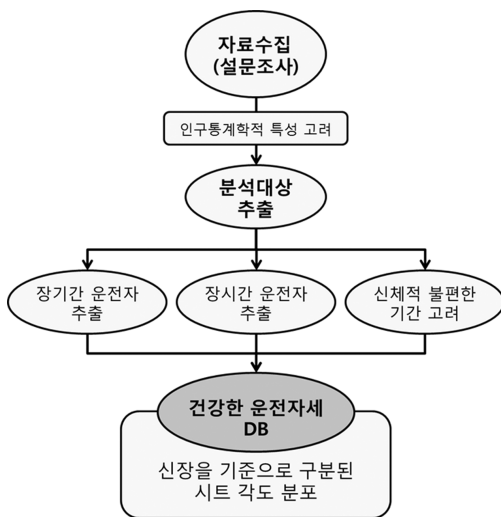 자료수집
(설문조사)
인구통계학적 특성 고려
분석대상
추출
장기간 운전자
추출
장시간 운전자
추출
신체적 불편한
기간 고려
건강한 운전자세
DB
신장을 기준으로 구분된
시트 각도 분포